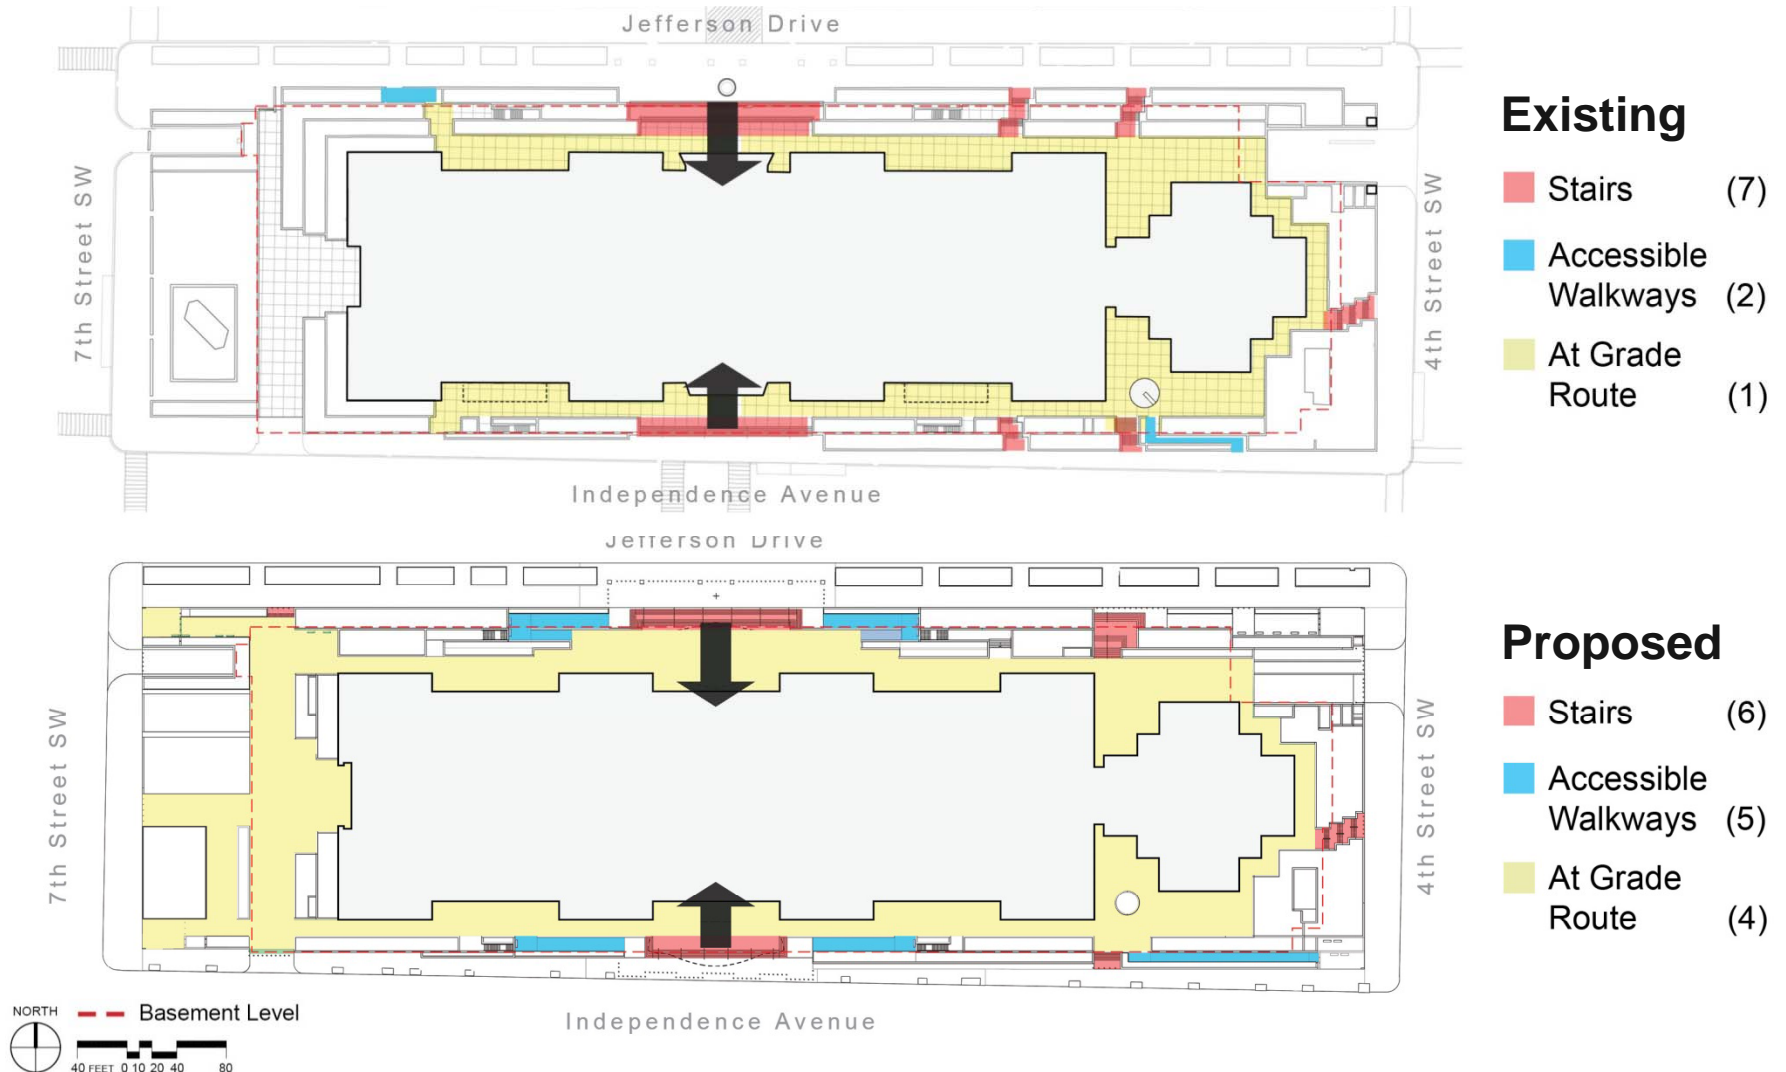 Jefferson Drive
7th Street SW
4th Street SW
Independence Avenue
Existing
Stairs (7)
Accessible
Walkways (2)
At Grade
Route (1)
Jefferson Drive
7th Street SW
4th Street SW
Independence Avenue
Proposed
Stairs (6)
Accessible
Walkways (5)
At Grade
Route (4)
NORTH
Basement Level
40 FEET 0 10 20 40 80